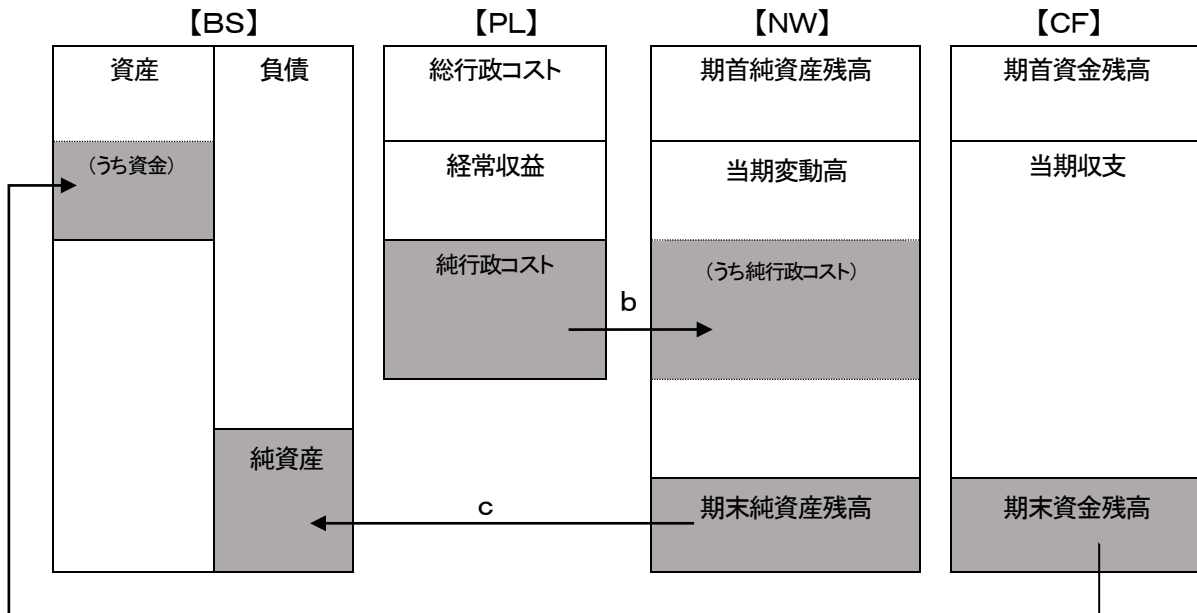 【BS】
【PL】
【NW】
【CF】
資産
負債
総行政コスト
期首純資産残高
期首資金残高
(うち資金)
経常収益
当期変動高
当期収支
純行政コスト
(うち純行政コスト)
b
純資産
c
期末純資産残高
期末資金残高